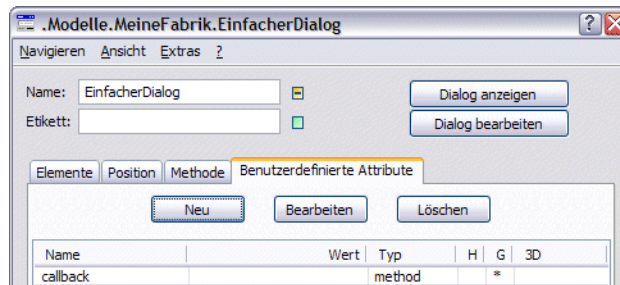 .Modelle.MeineFabrik.EinfacherDialog ? X
Navigieren Ansicht Extras ?
Name: EinfacherDialog Dialog anzeigen
Etikett: Dialog bearbeiten
Elemente Position Methode Benutzerdefinierte Attribute
Neu Bearbeiten Löschen
Name Wert Typ H G 3D
callback method *